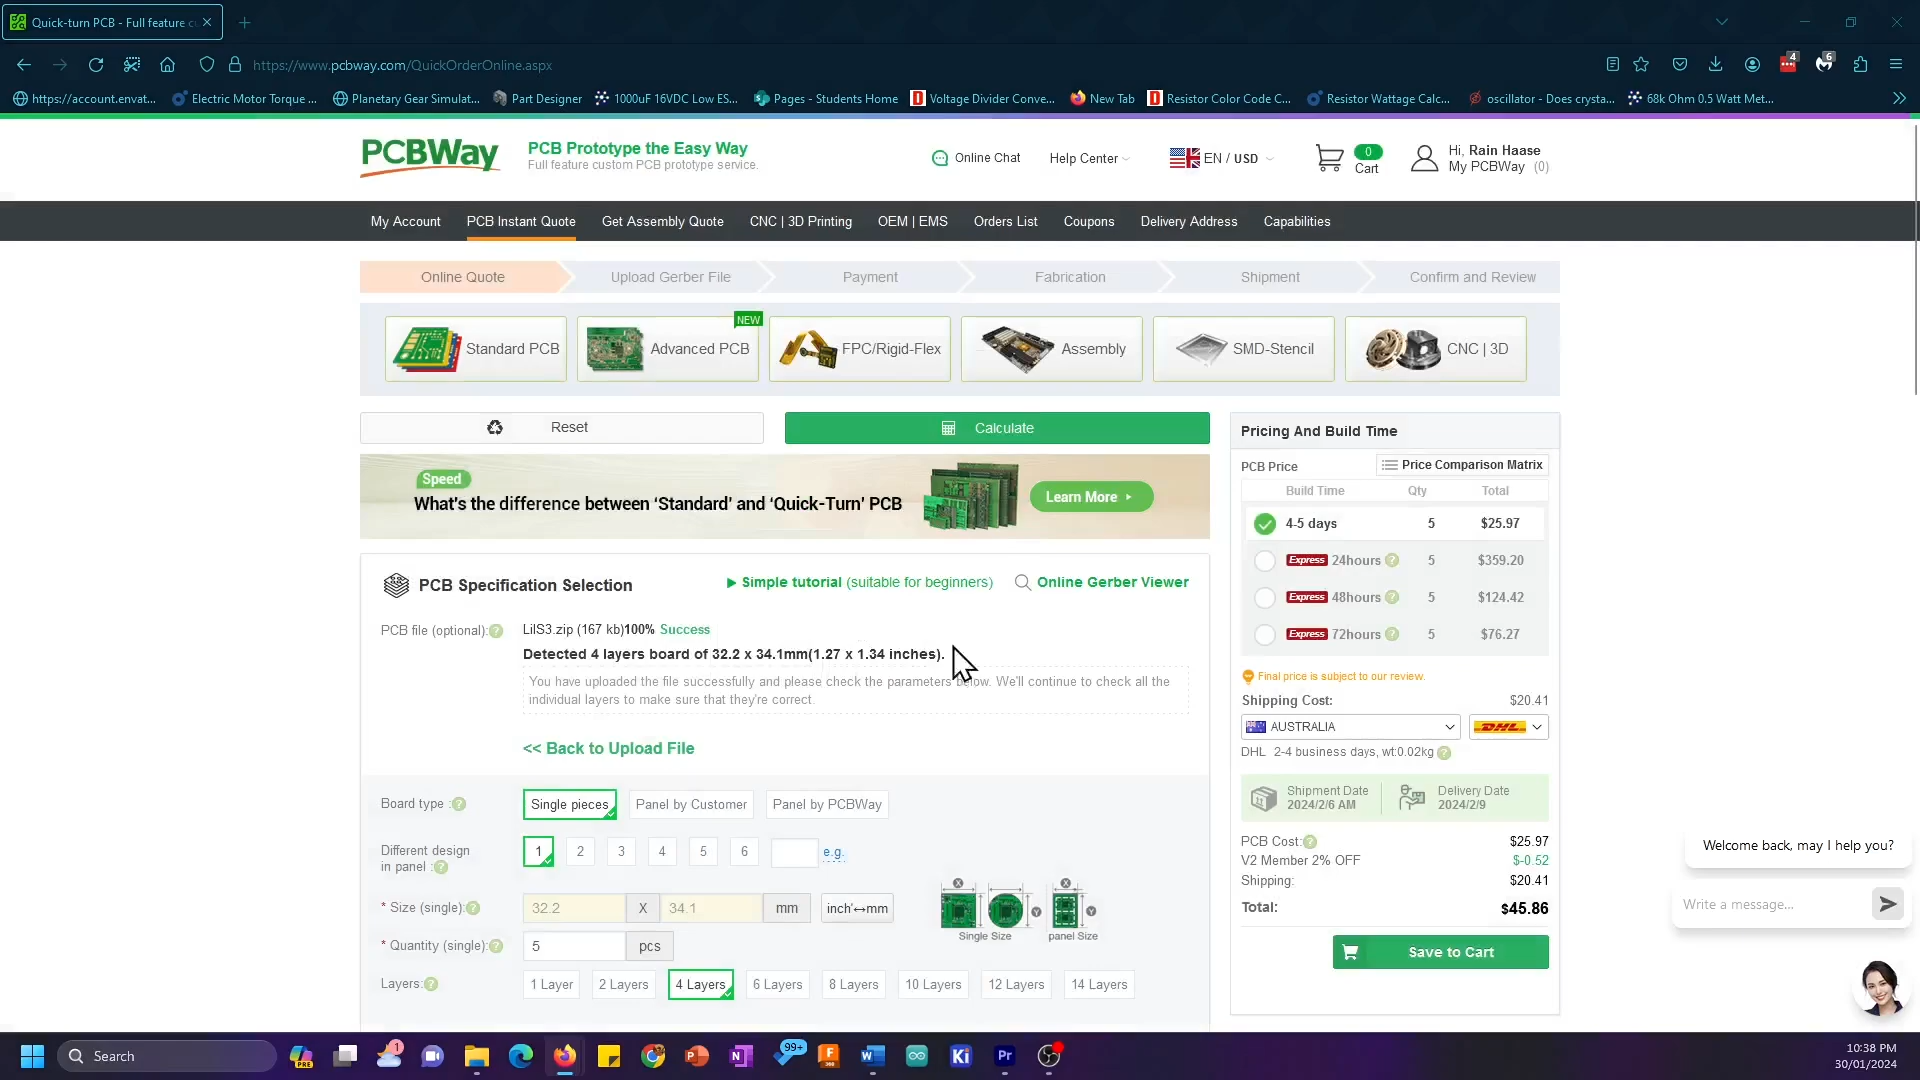 Quick-turn PCB - Full feature c
https://www.pcbway.com/QuickOrderOnline.aspx
4
6
https://account.envat...
Electric Motor Torque ...
Planetary Gear Simulat...
Part Designer
1000uF 16VDC Low ES...
Pages - Students Home
Voltage Divider Conve...
New Tab
Resistor Color Code C...
Resistor Wattage Calc...
oscillator - Does crysta...
68k Ohm 0.5 Watt Met...
PCBWay
PCB Prototype the Easy Way
Full feature custom PCB prototype service.
Online Chat
Help Center
EN / USD
0
Cart
Hi, Rain Haase
My PCBWay (0)
My Account
PCB Instant Quote
Get Assembly Quote
CNC | 3D Printing
OEM | EMS
Orders List
Coupons
Delivery Address
Capabilities
Online Quote
Upload Gerber File
Payment
Fabrication
Shipment
Confirm and Review
Standard PCB
NEW
Advanced PCB
FPC/Rigid-Flex
Assembly
SMD-Stencil
CNC | 3D
Reset
Calculate
Speed
What's the difference between ‘Standard’ and ‘Quick-Turn’ PCB
Learn More
PCB Specification Selection
Simple tutorial (suitable for beginners)
Online Gerber Viewer
PCB file (optional):
LilS3.zip (167 kb)100% Success
Detected 4 layers board of 32.2 x 34.1mm(1.27 x 1.34 inches).
You have uploaded the file successfully and please check the parameters below. We'll continue to check all the
individual layers to make sure that they're correct.
<< Back to Upload File
Board type :
Single pieces
Panel by Customer
Panel by PCBWay
Different design
in panel :
1
2
3
4
5
6
e.g.
* Size (single):
32.2
X
34.1
mm
inch'↔mm
X
Y
X
Y
Single Size
panel Size
* Quantity (single):
5
pcs
Layers:
1 Layer
2 Layers
4 Layers
6 Layers
8 Layers
10 Layers
12 Layers
14 Layers
Pricing And Build Time
PCB Price
Price Comparison Matrix
Build Time
Qty
Total
4-5 days
5
$25.97
Express 24hours
5
$359.20
Express 48hours
5
$124.42
Express 72hours
5
$76.27
Final price is subject to our review.
Shipping Cost:
$20.41
AUSTRALIA
DHL
DHL 2-4 business days, wt:0.02kg
Shipment Date
2024/2/6 AM
Delivery Date
2024/2/9
PCB Cost:
$25.97
V2 Member 2% OFF
$-0.52
Shipping:
$20.41
Total:
$45.86
Save to Cart
Welcome back, may I help you?
Write a message...
Search
PRE
1
99+
Ki
Pr
10:38 PM
30/01/2024